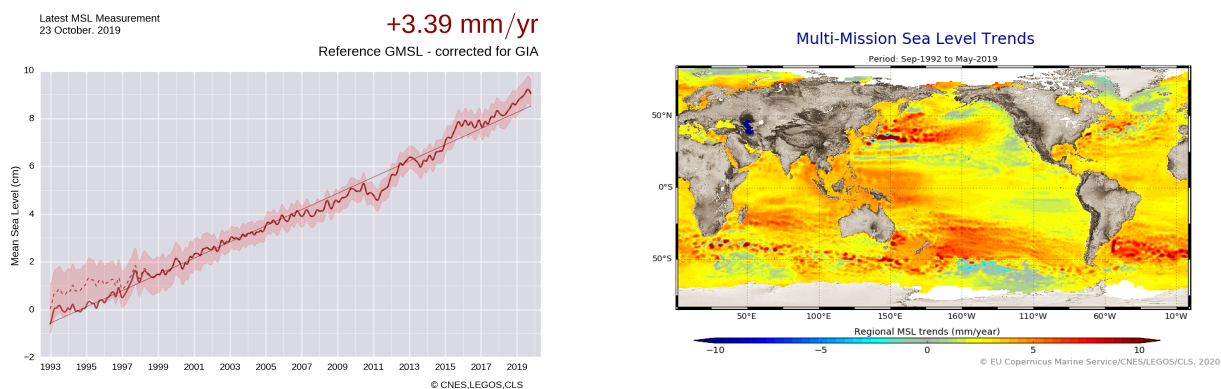 Latest MSL Measurement
23 October. 2019
+3.39 mm/yr
Reference GMSL - corrected for GIA
10
8
6
4
2
0
−2
Mean Sea Level (cm)
1993 1995 1997 1999 2001 2003 2005 2007 2009 2011 2013 2015 2017 2019
© CNES,LEGOS,CLS
Multi-Mission Sea Level Trends
Period: Sep-1992 to May-2019
50°N
0°S
50°S
50°E 100°E 150°E 160°W 110°W 60°W 10°W
Regional MSL trends (mm/year)
−10 −5 0 5 10
© EU Copernicus Marine Service/CNES/LEGOS/CLS, 2020